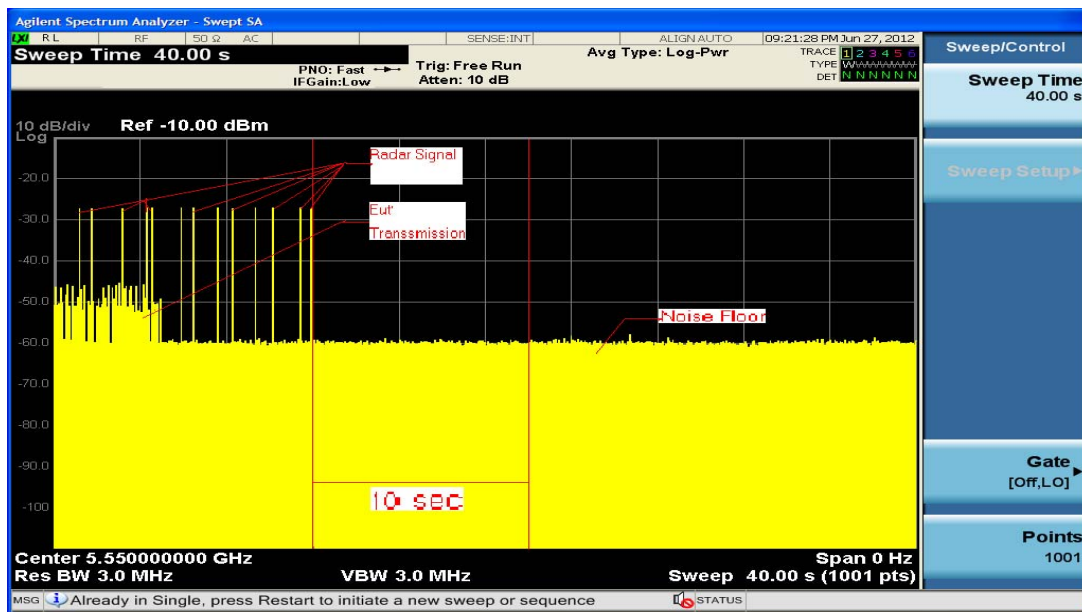 Agilent Spectrum Analyzer - Swept SA
LXI RL RF 50 Ω AC SENSE:INT ALIGN AUTO 09:21:28 PM Jun 27, 2012
Sweep Time 40.00 s
PNO: Fast
IFGain:Low
Trig: Free Run
Atten: 10 dB
Avg Type: Log-Pwr
TRACE 1 2 3 4 5 6
TYPE WWWWWW
DET N N N N N N
10 dB/div Ref -10.00 dBm
Log
-20.0
-30.0
-40.0
-50.0
-60.0
-70.0
-80.0
-90.0
-100
Radar Signal
Eut
Transsmission
Noise Floor
10 sec
Center 5.550000000 GHz Span 0 Hz
Res BW 3.0 MHz VBW 3.0 MHz Sweep 40.00 s (1001 pts)
MSG Already in Single, press Restart to initiate a new sweep or sequence STATUS
Sweep/Control
Sweep Time
40.00 s
Sweep Setup
Gate
[Off,LO]
Points
1001